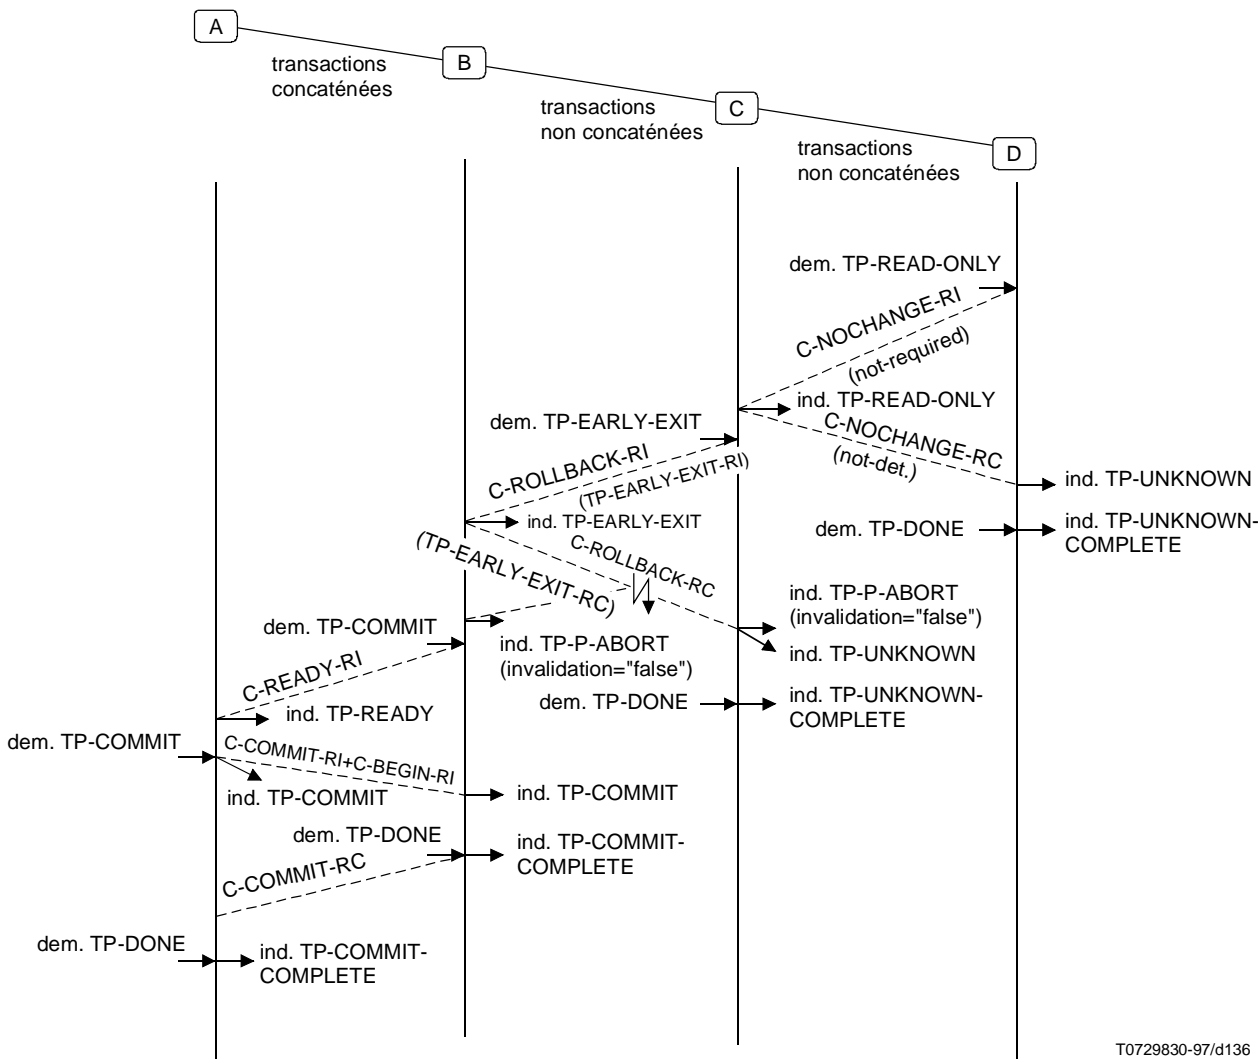 A
B
transactions
concaténées
C
transactions
non concaténées
D
transactions
non concaténées
dem. TP-READ-ONLY
C-NOCHANGE-RI
(not-required)
ind. TP-READ-ONLY
dem. TP-EARLY-EXIT
C-NOCHANGE-RC
(not-det.)
C-ROLLBACK-RI
(TP-EARLY-EXIT-RI)
ind. TP-UNKNOWN
ind. TP-EARLY-EXIT
dem. TP-DONE
ind. TP-UNKNOWN-
COMPLETE
C-ROLLBACK-RC
(TP-EARLY-EXIT-RC)
ind. TP-P-ABORT
(invalidation="false")
dem. TP-COMMIT
ind. TP-P-ABORT
(invalidation="false")
ind. TP-UNKNOWN
C-READY-RI
dem. TP-DONE
ind. TP-UNKNOWN-
COMPLETE
ind. TP-READY
dem. TP-COMMIT
C-COMMIT-RI+C-BEGIN-RI
ind. TP-COMMIT
ind. TP-COMMIT
dem. TP-DONE
ind. TP-COMMIT-
COMPLETE
C-COMMIT-RC
dem. TP-DONE
ind. TP-COMMIT-
COMPLETE
T0729830-97/d136